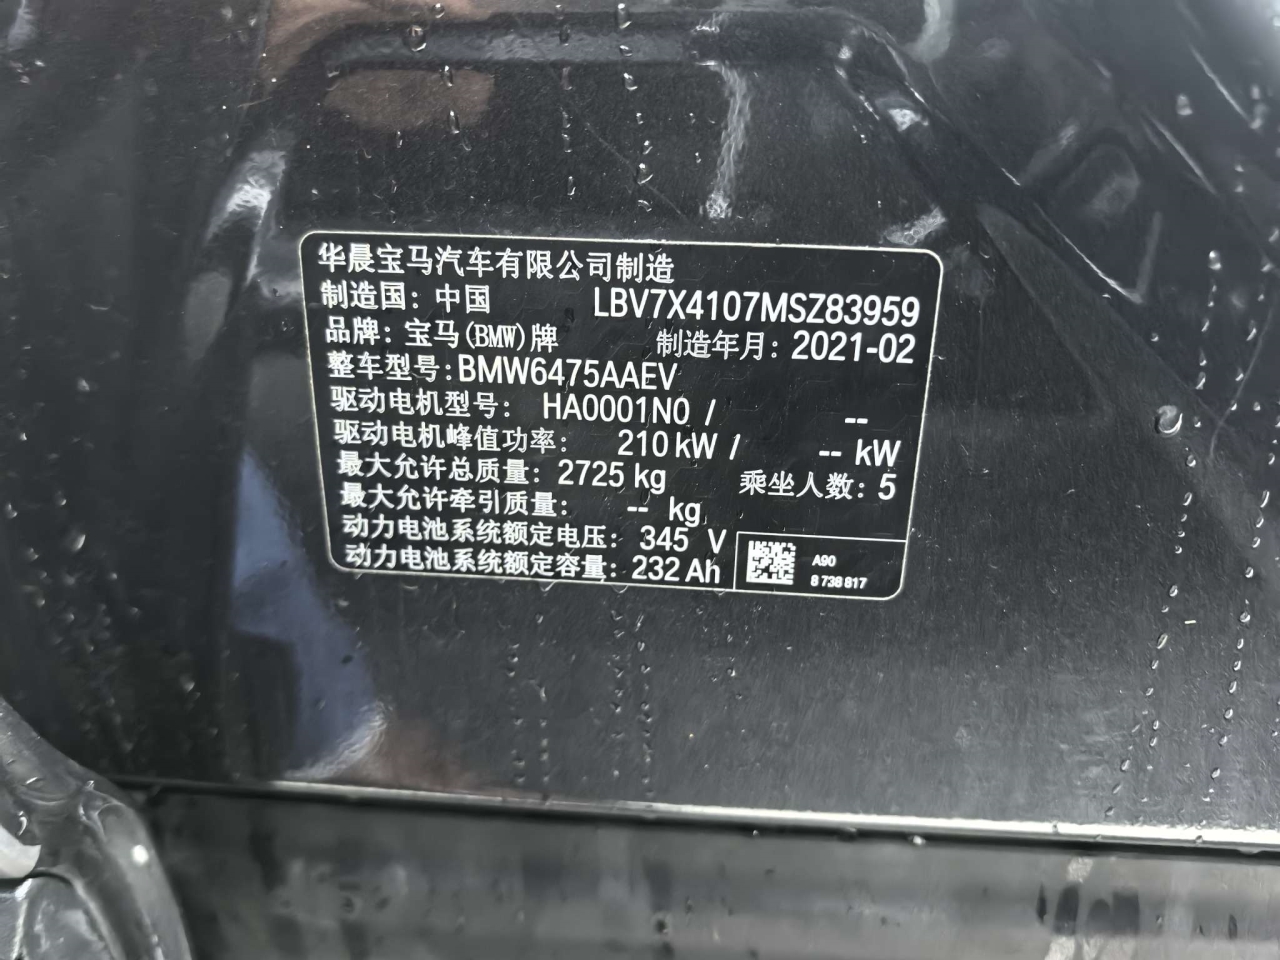 华晨宝马汽车有限公司制造
制造国：中国 LBV7X4107MSZ83959
品牌：宝马(BMW)牌 制造年月：2021-02
整车型号：BMW6475AAEV
驱动电机型号： HA0001N0 / --
驱动电机峰值功率： 210 kW / -- kW
最大允许总质量：2725 kg 乘坐人数：5
最大允许牵引质量： -- kg
动力电池系统额定电压： 345 V
动力电池系统额定容量：232 Ah
A90
8 738 817